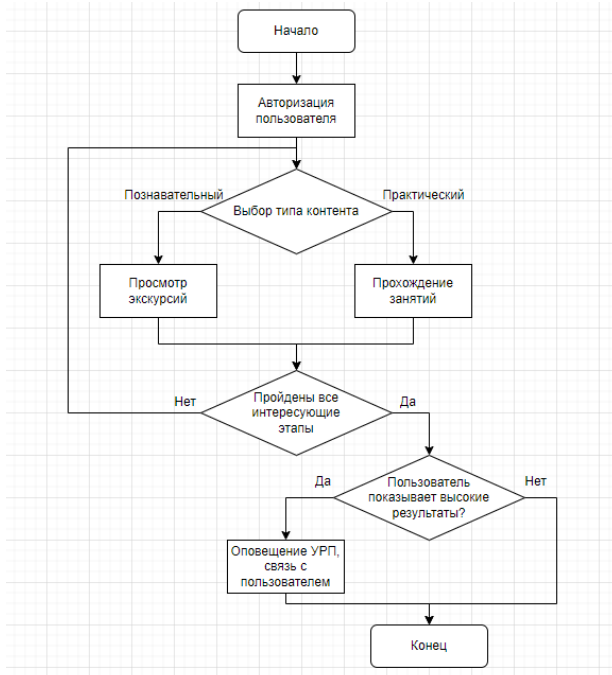 Начало
Авторизация
пользователя
Познавательный
Практический
Выбор типа контента
Просмотр
экскурсий
Прохождение
занятий
Нет
Пройдены все
интересующие
этапы
Да
Да
Пользователь
показывает высокие
результаты?
Нет
Оповещение УРП,
связь с
пользователем
Конец